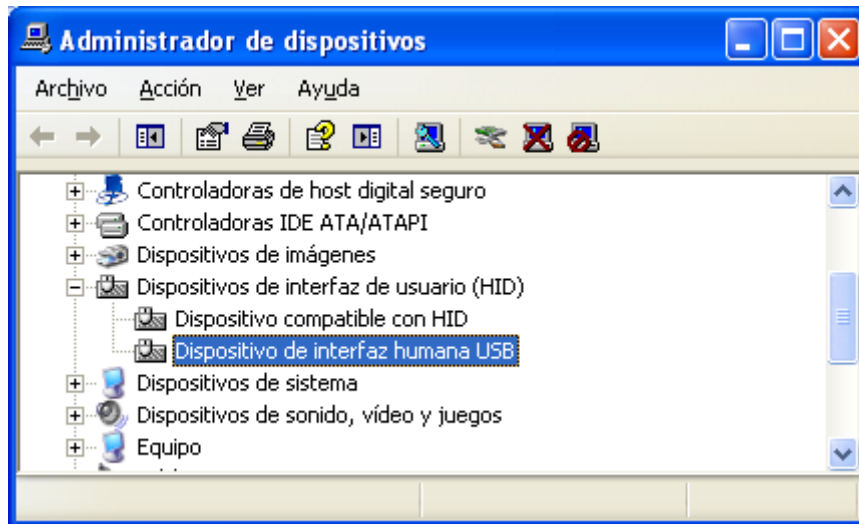 Administrador de dispositivos
Archivo Acción Ver Ayuda
Controladoras de host digital seguro
Controladoras IDE ATA/ATAPI
Dispositivos de imágenes
Dispositivos de interfaz de usuario (HID)
Dispositivo compatible con HID
Dispositivo de interfaz humana USB
Dispositivos de sistema
Dispositivos de sonido, vídeo y juegos
Equipo